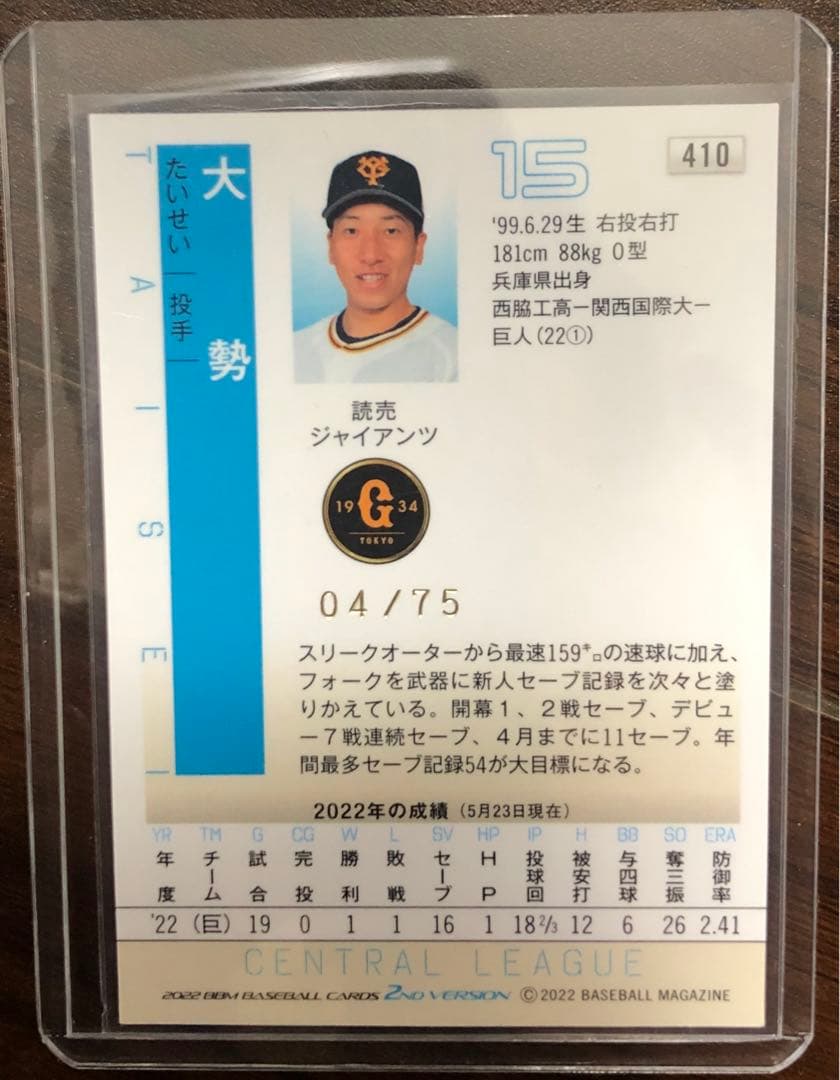 410
15
大勢
たいせい
投手
TAISEI
'99.6.29生 右投右打
181cm 88kg O型
兵庫県出身
西脇工高ー関西国際大ー
巨人(22①)
YG
読売
ジャイアンツ
19 G 34
TOKYO
04/75
スリークオーターから最速159㌔の速球に加え、
フォークを武器に新人セーブ記録を次々と塗
りかえている。開幕1、2戦セーブ、デビュ
ー7戦連続セーブ、4月までに11セーブ。年
間最多セーブ記録54が大目標になる。
2022年の成績(5月23日現在)
YR TM G CG W L SV HP IP H BB SO ERA
年度 チーム 試合 完投 勝利 敗戦 セーブ HP 投球回 被安打 与四球 奪三振 防御率
'22 (巨) 19 0 1 1 16 1 18 2/3 12 6 26 2.41
CENTRAL LEAGUE
2022 BBM BASEBALL CARDS 2ND VERSION ©2022 BASEBALL MAGAZINE